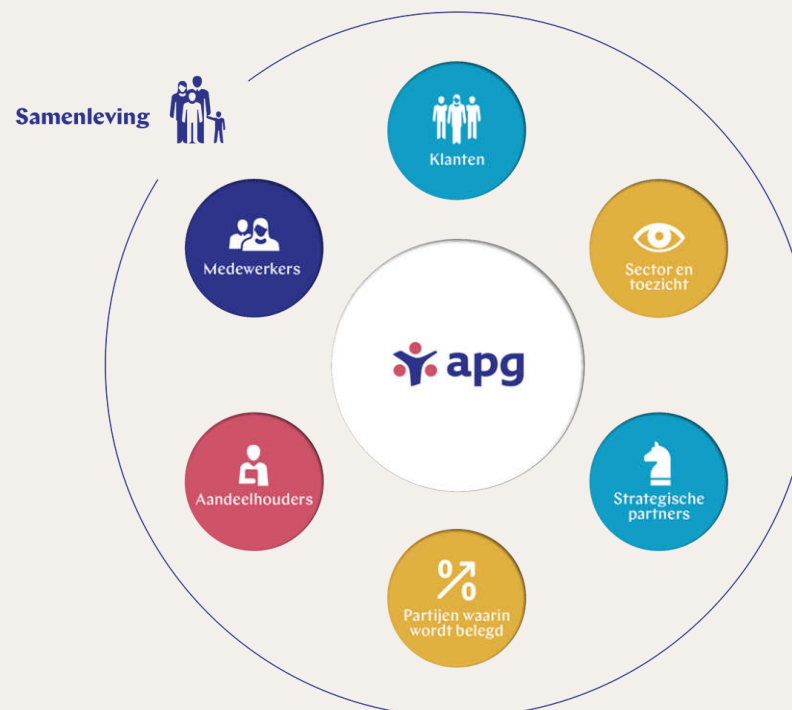 Samenleving
Klanten
Medewerkers
Sector en
toezicht
apg
Aandeelhouders
Strategische
partners
Partijen waarin
wordt belegd